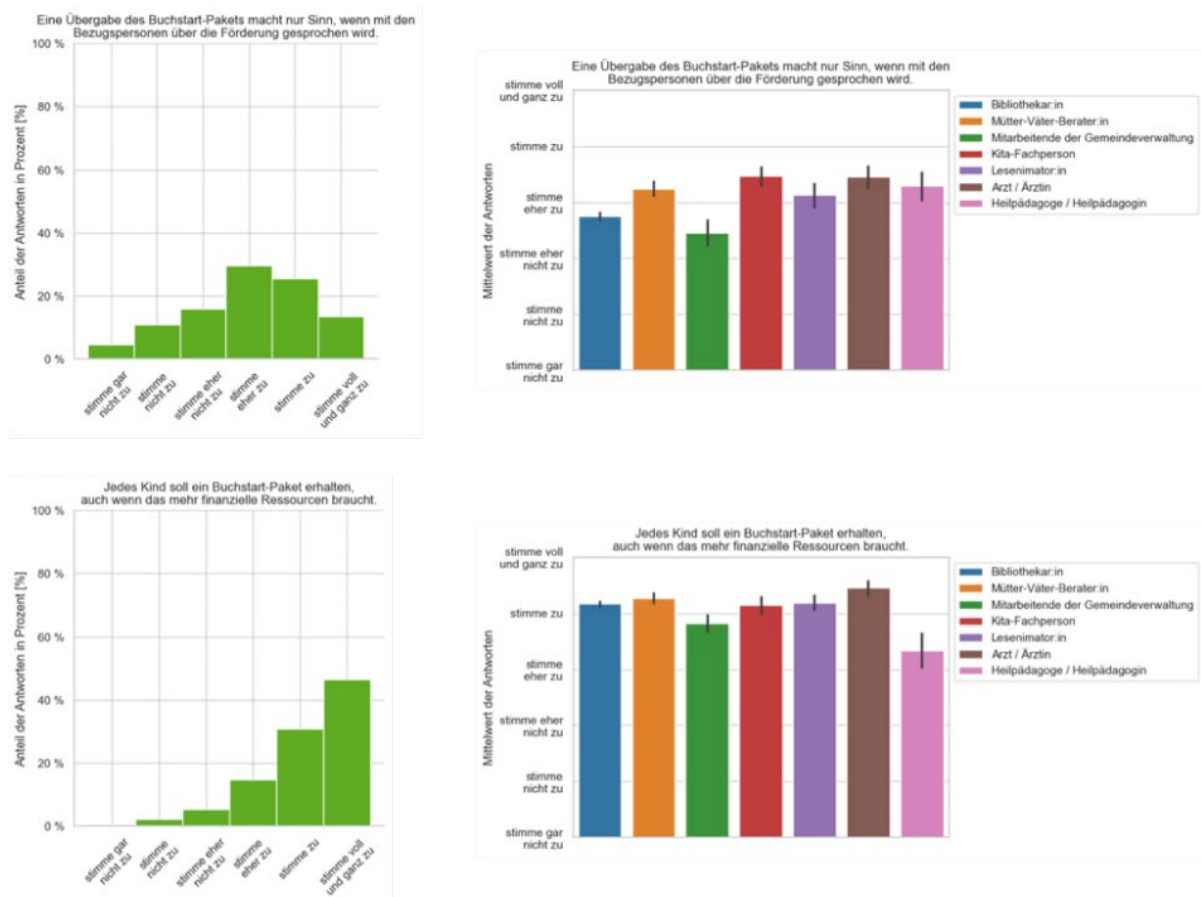 Eine Übergabe des Buchstart-Pakets macht nur Sinn, wenn mit den
Bezugspersonen über die Förderung gesprochen wird.
100 %
80 %
60 %
40 %
20 %
0 %
Anteil der Antworten in Prozent [%]
stimme gar
nicht zu
stimme
nicht zu
stimme eher
nicht zu
stimme
eher zu
stimme zu
stimme voll
und ganz zu
Eine Übergabe des Buchstart-Pakets macht nur Sinn, wenn mit den
Bezugspersonen über die Förderung gesprochen wird.
stimme voll
und ganz zu
stimme zu
stimme
eher zu
stimme eher
nicht zu
stimme
nicht zu
stimme gar
nicht zu
Mittelwert der Antworten
Bibliothekar:in
Mütter-Väter-Berater:in
Mitarbeitende der Gemeindeverwaltung
Kita-Fachperson
Lesenimator:in
Arzt / Ärztin
Heilpädagoge / Heilpädagogin
Jedes Kind soll ein Buchstart-Paket erhalten,
auch wenn das mehr finanzielle Ressourcen braucht.
100 %
80 %
60 %
40 %
20 %
0 %
Anteil der Antworten in Prozent [%]
stimme gar
nicht zu
stimme
nicht zu
stimme eher
nicht zu
stimme
eher zu
stimme zu
stimme voll
und ganz zu
Jedes Kind soll ein Buchstart-Paket erhalten,
auch wenn das mehr finanzielle Ressourcen braucht.
stimme voll
und ganz zu
stimme zu
stimme
eher zu
stimme eher
nicht zu
stimme
nicht zu
stimme gar
nicht zu
Mittelwert der Antworten
Bibliothekar:in
Mütter-Väter-Berater:in
Mitarbeitende der Gemeindeverwaltung
Kita-Fachperson
Lesenimator:in
Arzt / Ärztin
Heilpädagoge / Heilpädagogin